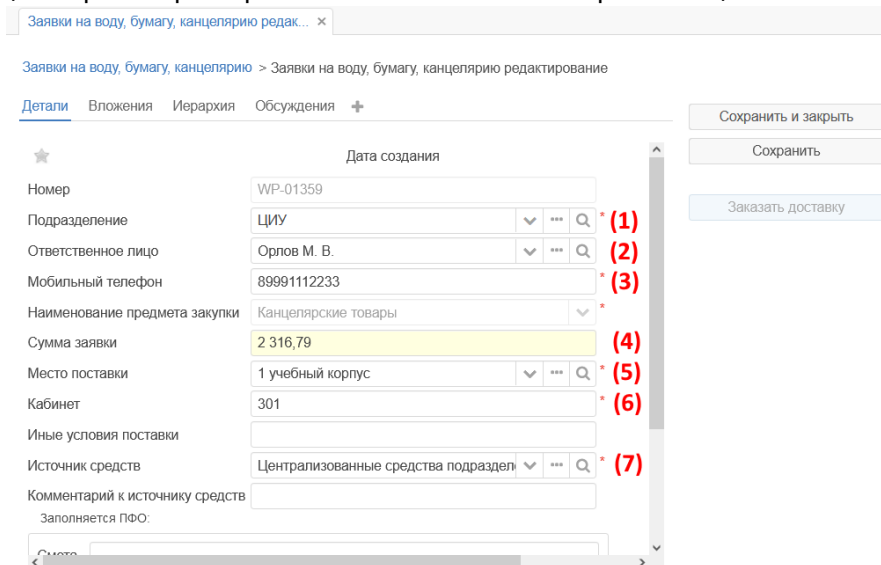 Заявки на воду, бумагу, канцелярию редак... ×
Заявки на воду, бумагу, канцелярию > Заявки на воду, бумагу, канцелярию редактирование
Детали Вложения Иерархия Обсуждения +
Сохранить и закрыть
Дата создания
Сохранить
Номер WP-01359
Заказать доставку
Подразделение ЦИУ * (1)
Ответственное лицо Орлов М. В. (2)
Мобильный телефон 89991112233 * (3)
Наименование предмета закупки Канцелярские товары *
Сумма заявки 2 316,79 (4)
Место поставки 1 учебный корпус * (5)
Кабинет 301 * (6)
Иные условия поставки
Источник средств Централизованные средства подраздел * (7)
Комментарий к источнику средств
Заполняется ПФО:
Смета